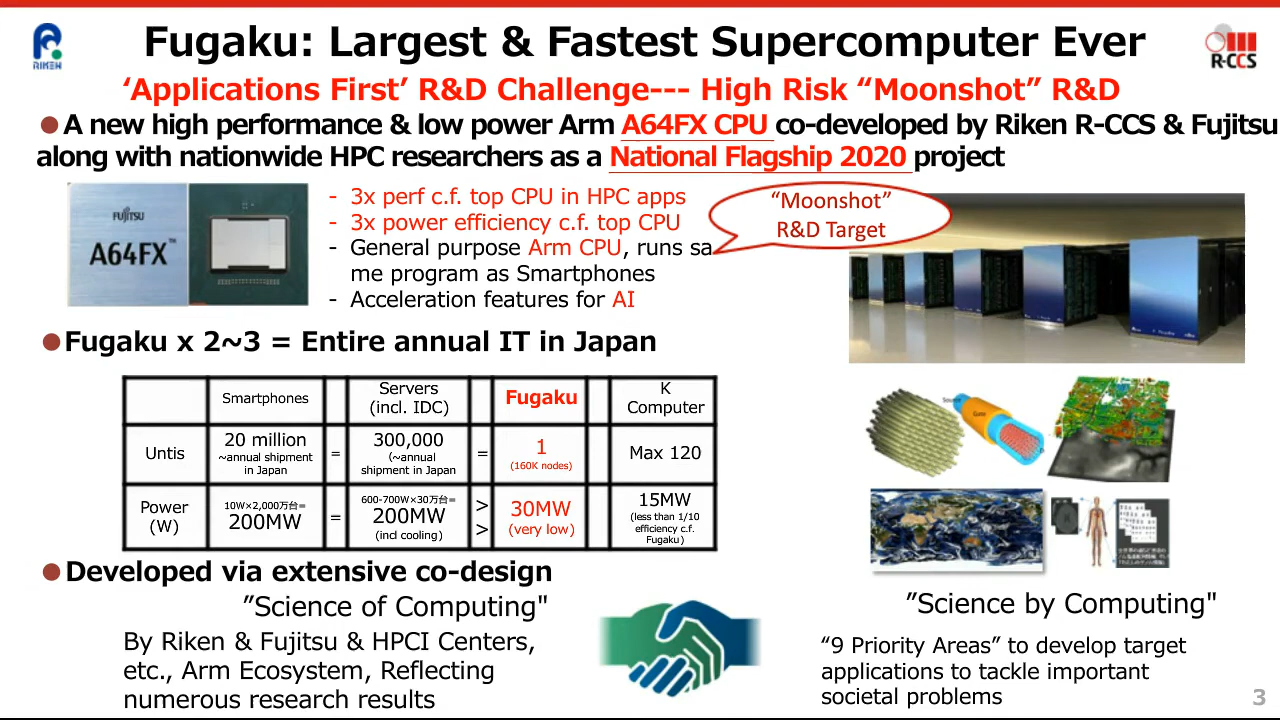 RIKEN
Fugaku: Largest & Fastest Supercomputer Ever
R-CCS
‘Applications First’ R&D Challenge--- High Risk “Moonshot” R&D
●A new high performance & low power Arm A64FX CPU co-developed by Riken R-CCS & Fujitsu
along with nationwide HPC researchers as a National Flagship 2020 project
FUJITSU
A64FX™
- 3x perf c.f. top CPU in HPC apps
- 3x power efficiency c.f. top CPU
- General purpose Arm CPU, runs sa
me program as Smartphones
- Acceleration features for AI
“Moonshot”
R&D Target
●Fugaku x 2~3 = Entire annual IT in Japan
Smartphones
Servers
(incl. IDC)
Fugaku
K
Computer
Untis
20 million
~annual shipment
in Japan
=
300,000
(~annual
shipment in Japan
=
1
(160K nodes)
Max 120
Power
(W)
10W×2,000万台=
200MW
=
600-700W×30万台=
200MW
(incl cooling)
>
>
30MW
(very low)
15MW
(less than 1/10
efficiency c.f.
Fugaku)
Source
Gate
●Developed via extensive co-design
”Science of Computing"
By Riken & Fujitsu & HPCI Centers,
etc., Arm Ecosystem, Reflecting
numerous research results
”Science by Computing"
“9 Priority Areas” to develop target
applications to tackle important
societal problems
3